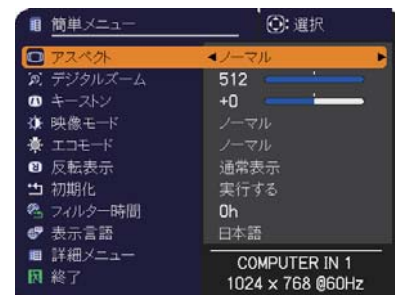 簡単メニュー
:選択
アスペクト ノーマル
デジタルズーム 512
キーストン +0
映像モード ノーマル
エコモード ノーマル
反転表示 通常表示
初期化 実行する
フィルター時間 0h
表示言語 日本語
詳細メニュー
終了
COMPUTER IN 1
1024 x 768 @60Hz